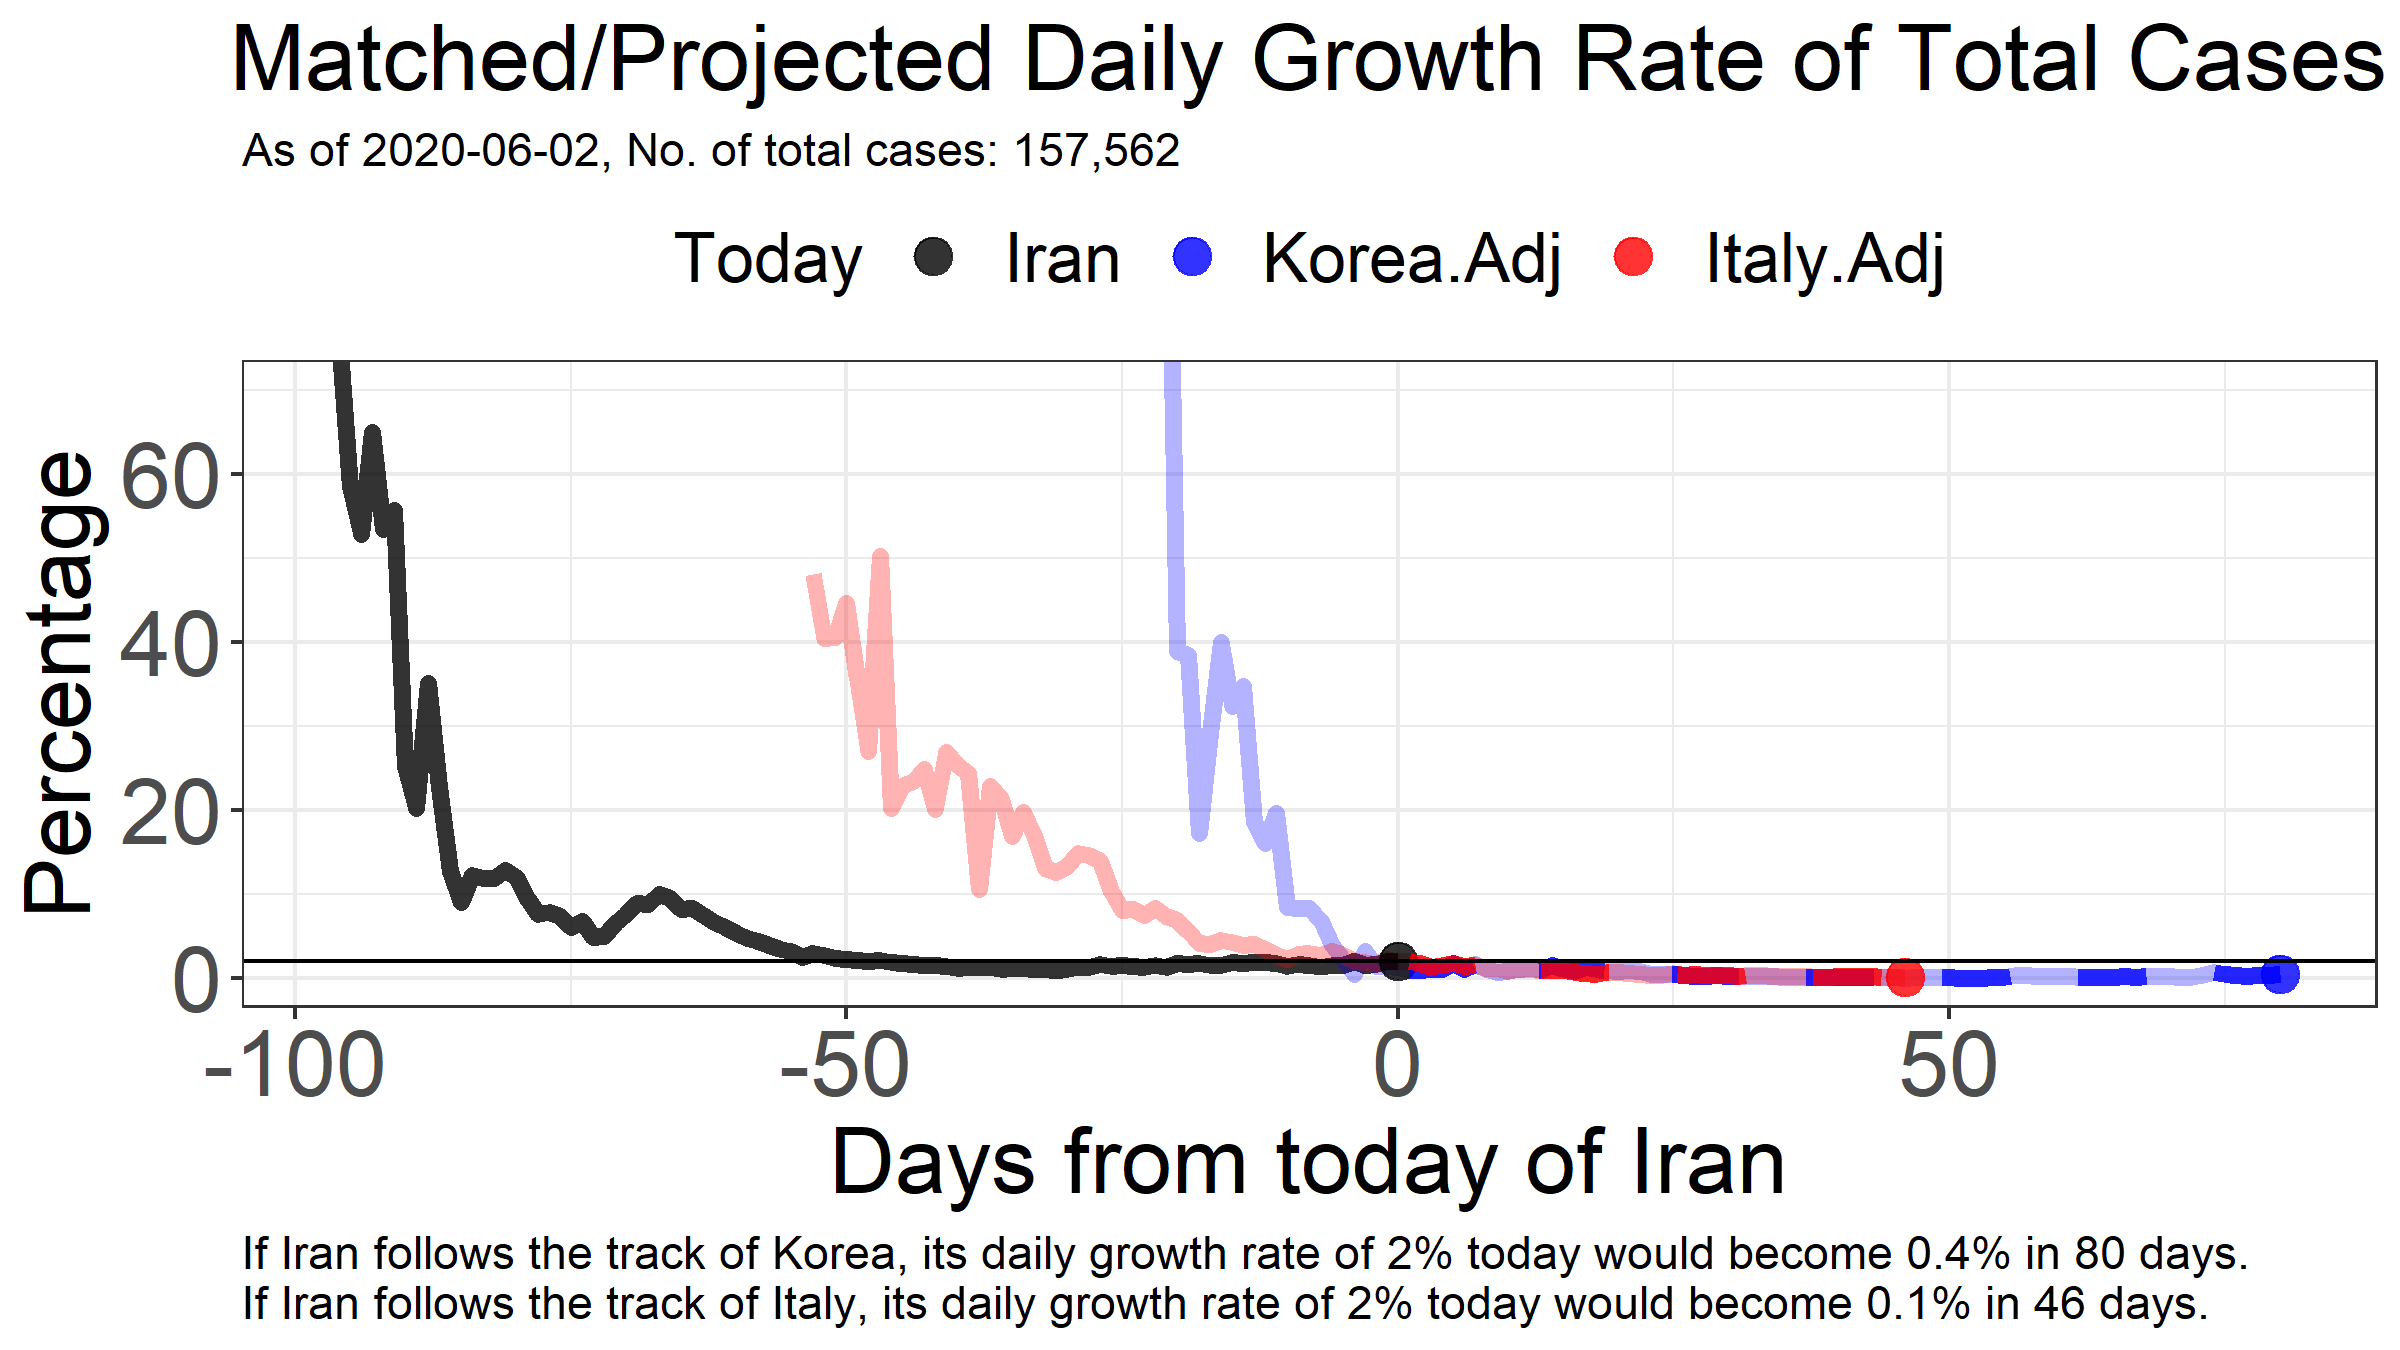 Matched/Projected Daily Growth Rate of Total Cases
As of 2020-06-02, No. of total cases: 157,562
Today Iran Korea.Adj Italy.Adj
Percentage
60
40
20
0
-100 -50 0 50
Days from today of Iran
If Iran follows the track of Korea, its daily growth rate of 2% today would become 0.4% in 80 days.
If Iran follows the track of Italy, its daily growth rate of 2% today would become 0.1% in 46 days.